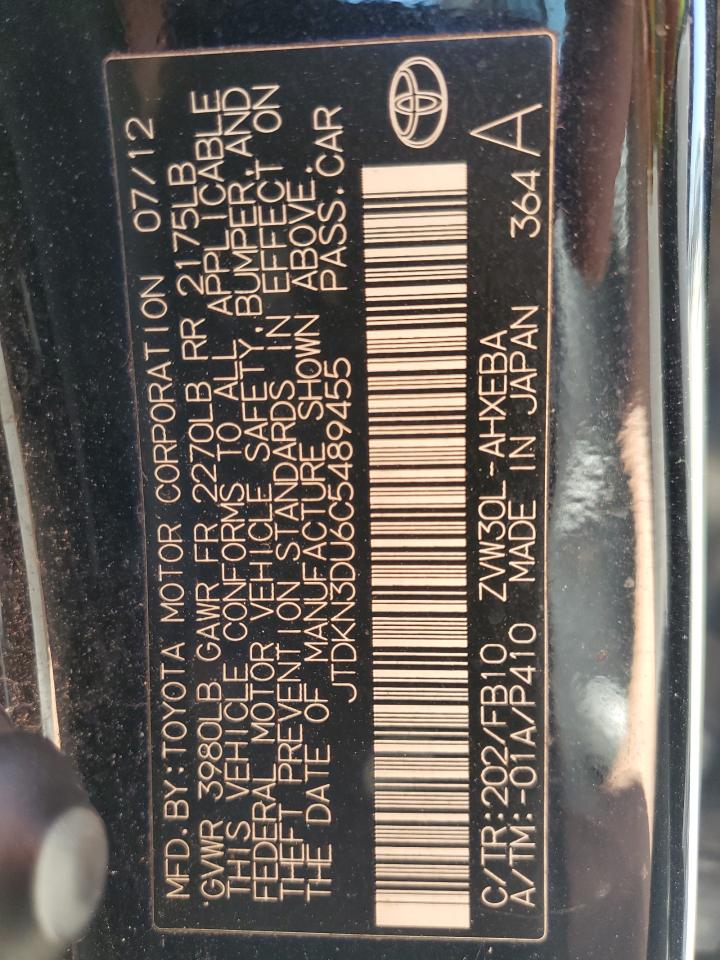 MFD.BY:TOYOTA MOTOR CORPORATION 07/12
GVWR 3980LB GAWR FR 2270LB RR 2175LB
THIS VEHICLE CONFORMS TO ALL APPLICABLE
FEDERAL MOTOR VEHICLE SAFETY, BUMPER, AND
THEFT PREVENTION STANDARDS IN EFFECT ON
THE DATE OF MANUFACTURE SHOWN ABOVE.
JTDKN3DU6C5489455 PASS.CAR
C/TR:202/FB10 ZVW30L-AHXEBA 364 A
A/TM:-01A/P410 MADE IN JAPAN